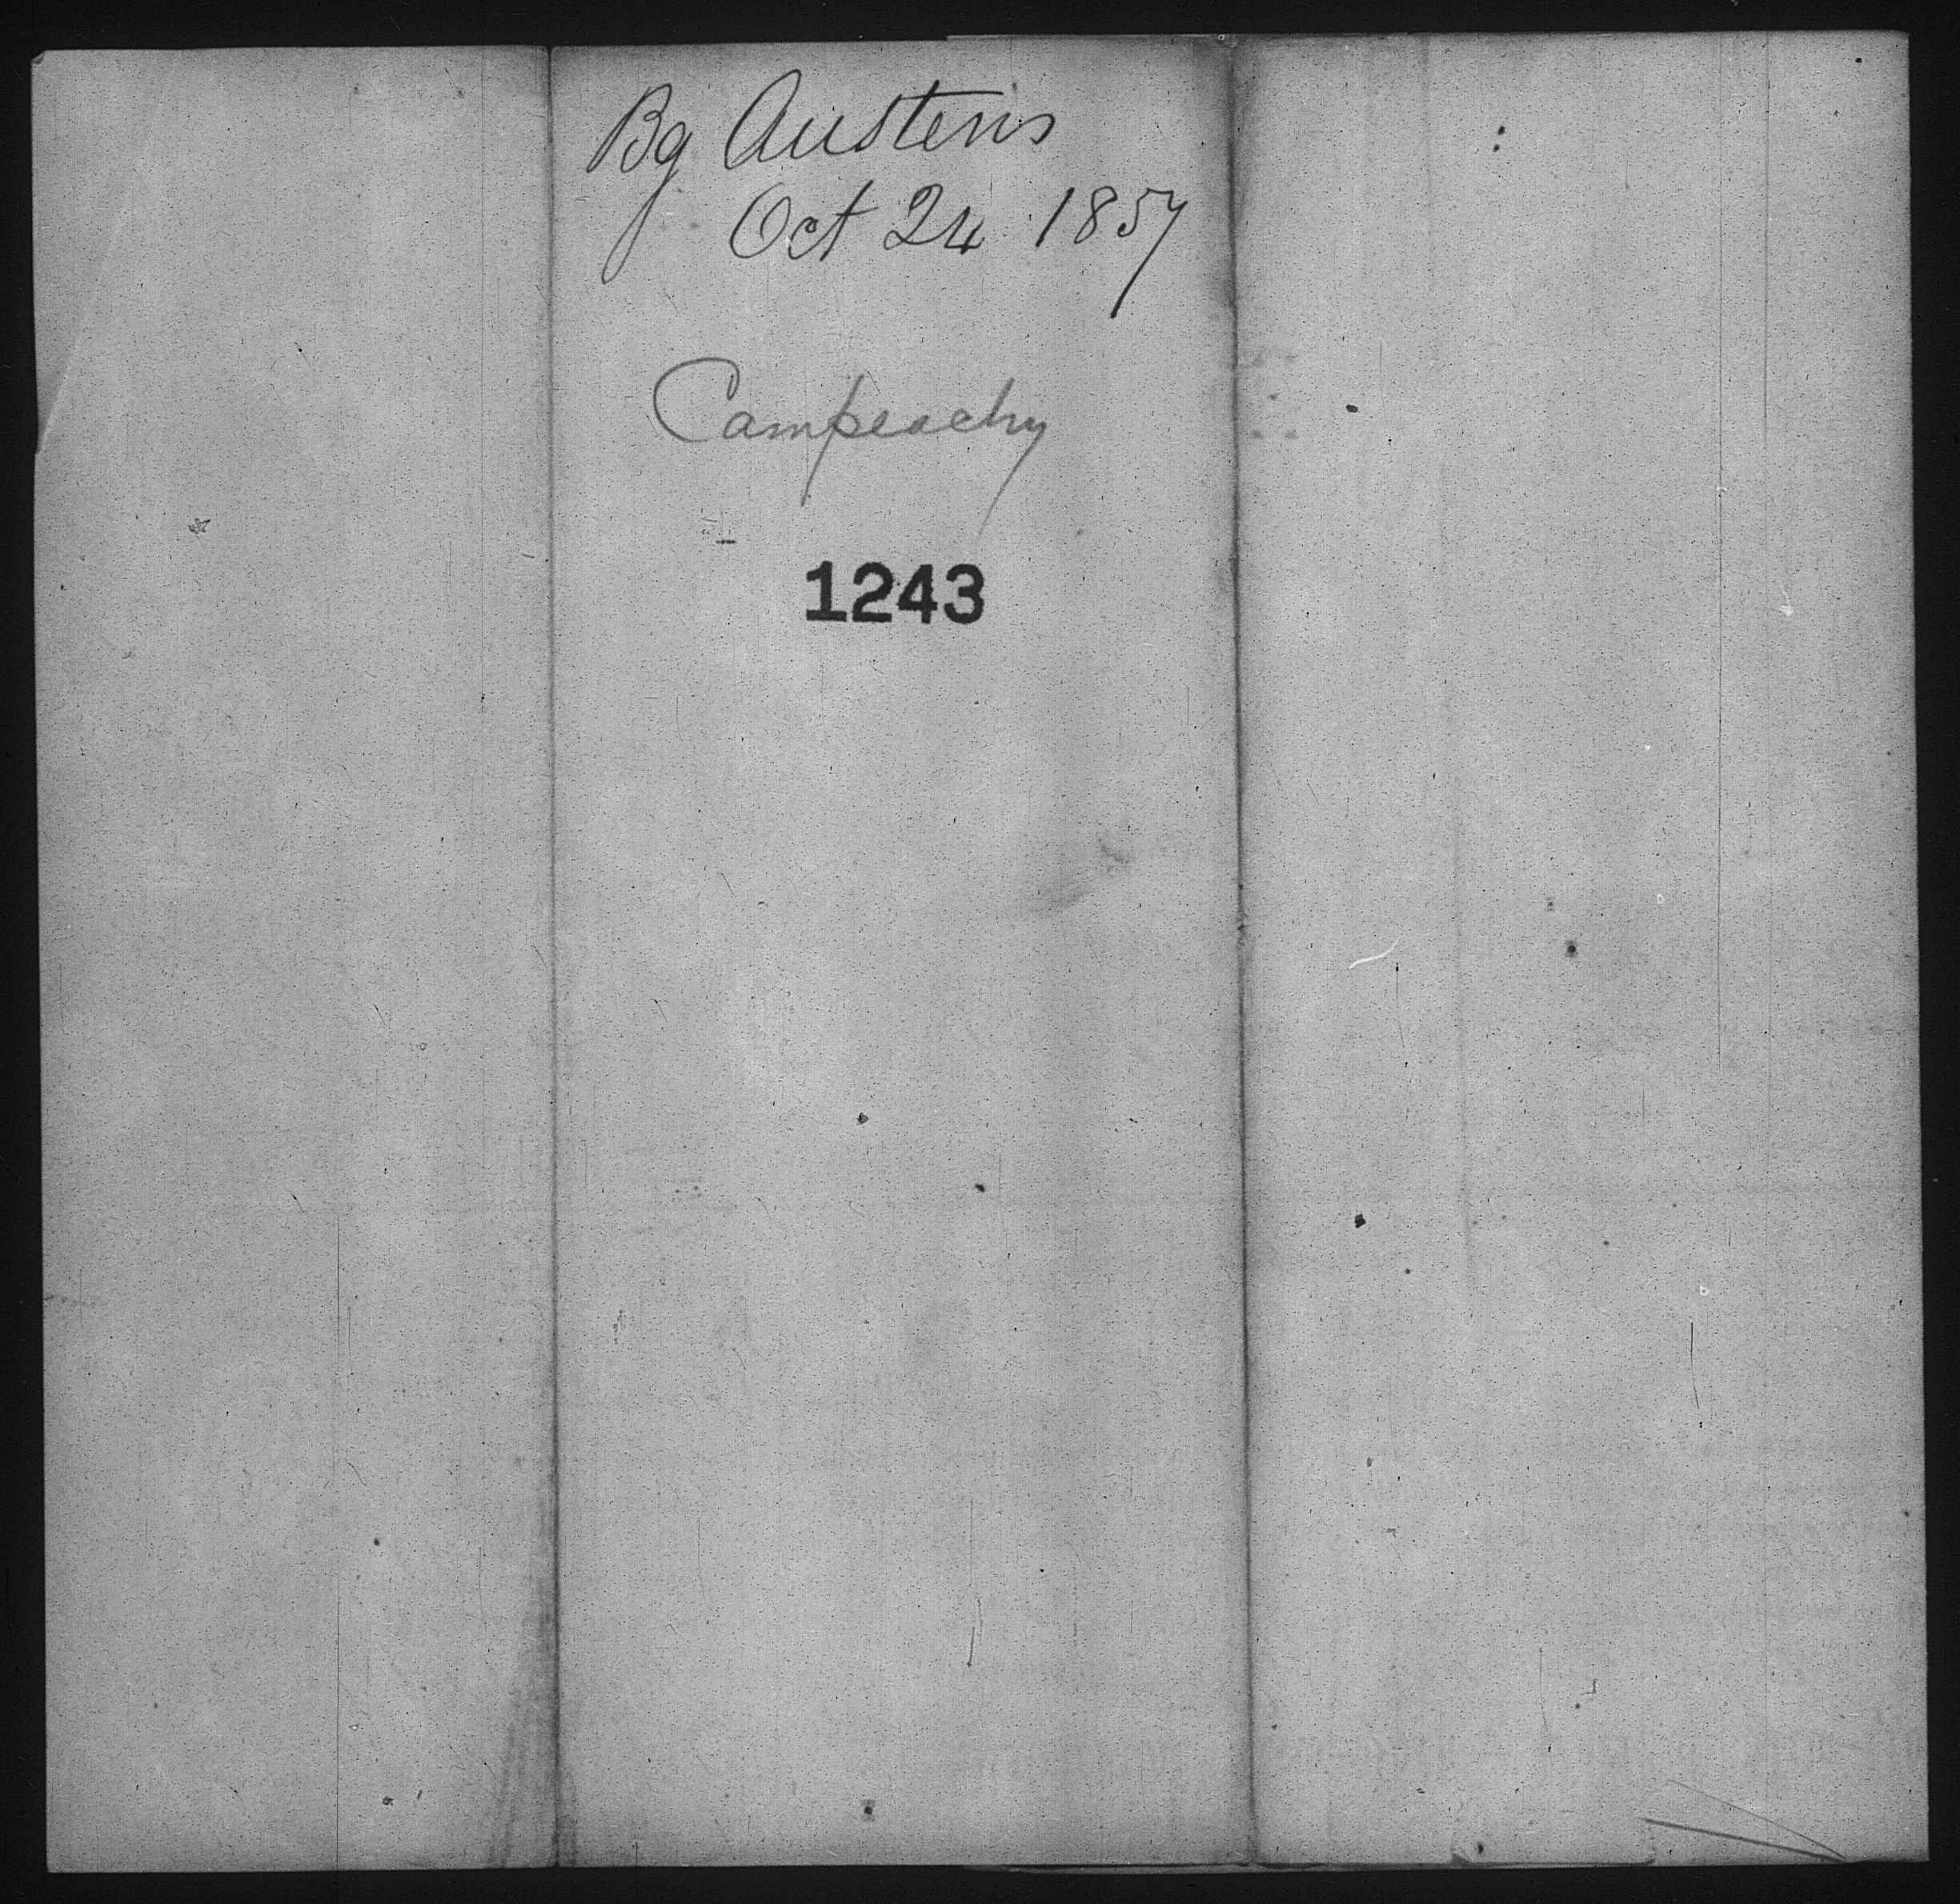 Bg Austens
Oct 24 1857
Campeachy
1243